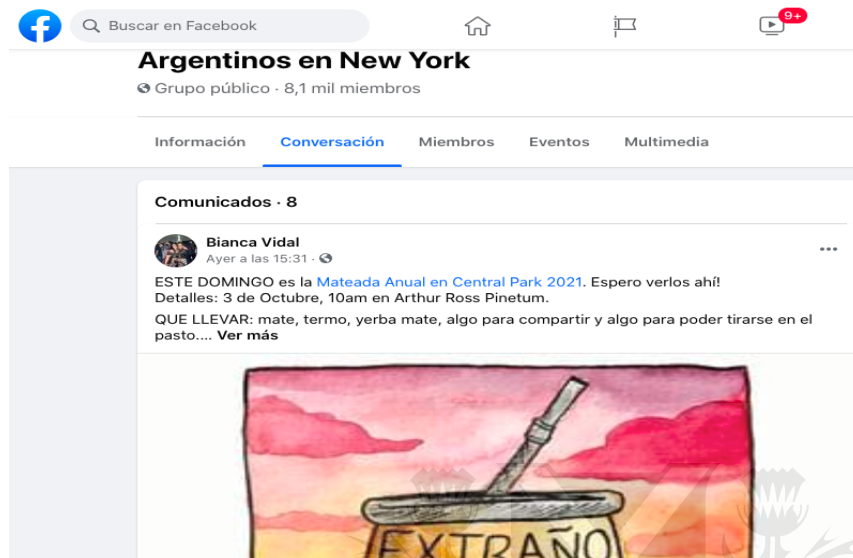 Buscar en Facebook
9+
Argentinos en New York
Grupo público · 8,1 mil miembros
Información Conversación Miembros Eventos Multimedia
Comunicados · 8
Bianca Vidal
Ayer a las 15:31 ·
ESTE DOMINGO es la Mateada Anual en Central Park 2021. Espero verlos ahí!
Detalles: 3 de Octubre, 10am en Arthur Ross Pinetum.
QUE LLEVAR: mate, termo, yerba mate, algo para compartir y algo para poder tirarse en el
pasto.... Ver más
EXTRAÑO